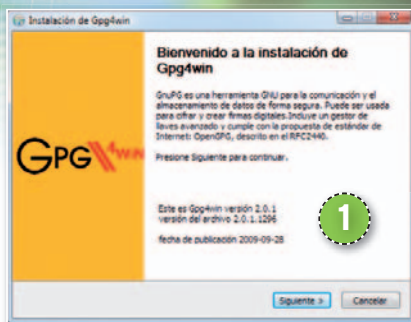 Instalación de Gpg4win
Bienvenido a la instalación de
Gpg4win
GnuPG es una herramienta GNU para la comunicación y el
almacenamiento de datos de forma segura. Puede ser usada
para cifrar y crear firmas digitales.Incluye un gestor de
llaves avanzado y cumple con la propuesta de estándar de
Internet: OpenGPG, descrito en el RFC2440.
Presione Siguiente para continuar.
GPG4WIN
Este es Gpg4win versión 2.0.1
versión del archivo 2.0.1.1296
fecha de publicación 2009-09-28
1
Siguiente >
Cancelar